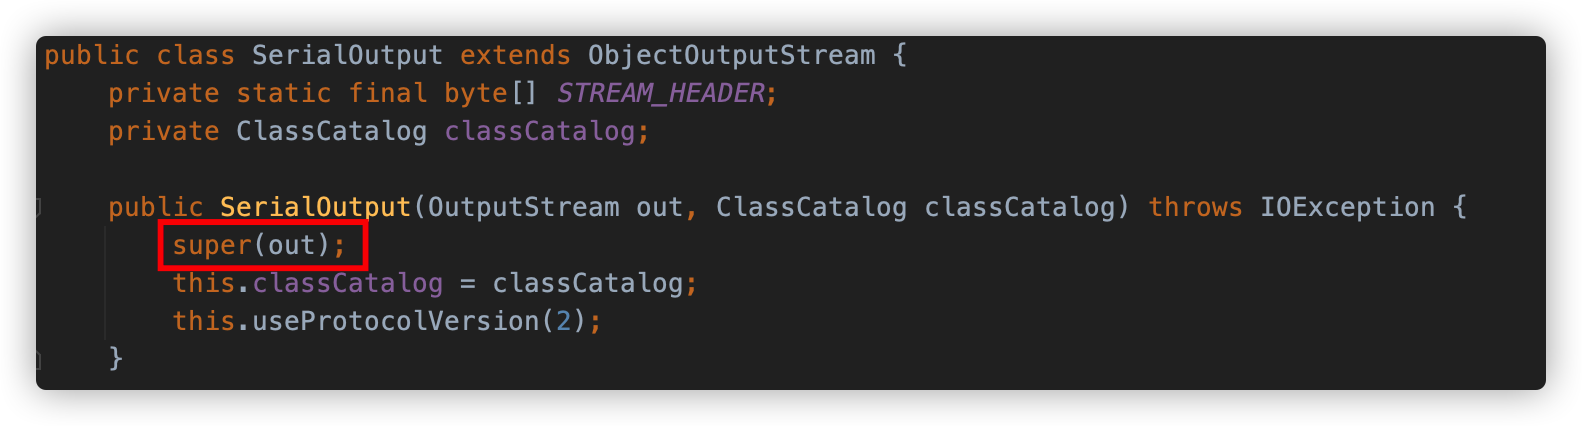 public class SerialOutput extends ObjectOutputStream {
private static final byte[] STREAM_HEADER;
private ClassCatalog classCatalog;
public SerialOutput(OutputStream out, ClassCatalog classCatalog) throws IOException {
super(out);
this.classCatalog = classCatalog;
this.useProtocolVersion(2);
}